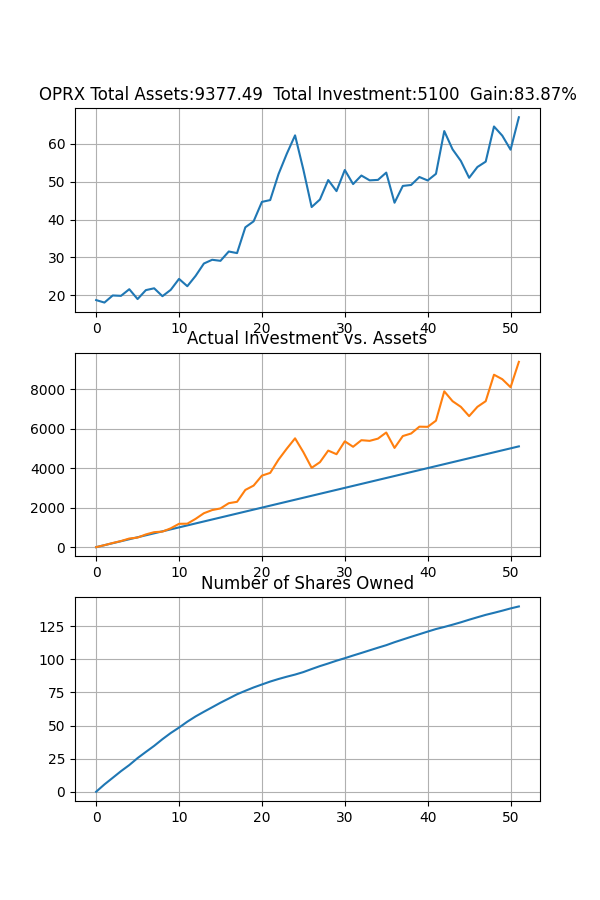 OPRX Total Assets:9377.49  Total Investment:5100  Gain:83.87%
60
50
40
30
20
0 10 20 30 40 50
Actual Investment vs. Assets
8000
6000
4000
2000
0
0 10 20 30 40 50
Number of Shares Owned
125
100
75
50
25
0
0 10 20 30 40 50